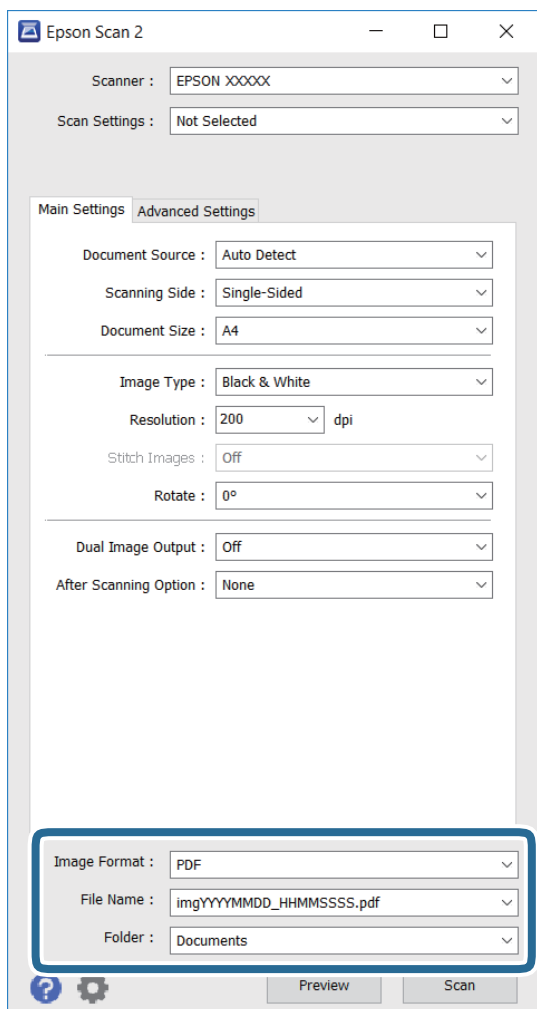 Epson Scan 2
Scanner : EPSON XXXXX
Scan Settings : Not Selected
Main Settings Advanced Settings
Document Source : Auto Detect
Scanning Side : Single-Sided
Document Size : A4
Image Type : Black & White
Resolution : 200 dpi
Stitch Images : Off
Rotate : 0º
Dual Image Output : Off
After Scanning Option : None
Image Format : PDF
File Name : imgYYYYMMDD_HHMMSSSS.pdf
Folder : Documents
? Preview Scan